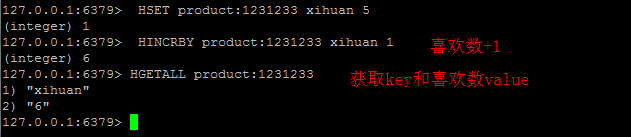 127.0.0.1:6379>  HSET product:1231233 xihuan 5
(integer) 1
127.0.0.1:6379>  HINCRBY product:1231233 xihuan 1
喜欢数+1
(integer) 6
127.0.0.1:6379> HGETALL product:1231233
获取key和喜欢数value
1) "xihuan"
2) "6"
127.0.0.1:6379>